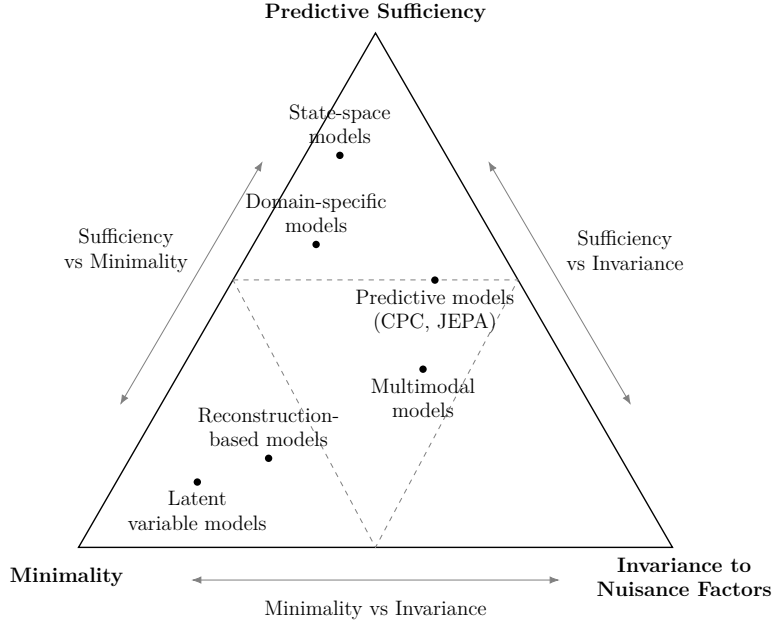 Predictive Sufficiency
State-space
models
Domain-specific
models
Sufficiency
vs Minimality
Sufficiency
vs Invariance
Predictive models
(CPC, JEPA)
Multimodal
models
Reconstruction-
based models
Latent
variable models
Minimality
Invariance to
Nuisance Factors
Minimality vs Invariance